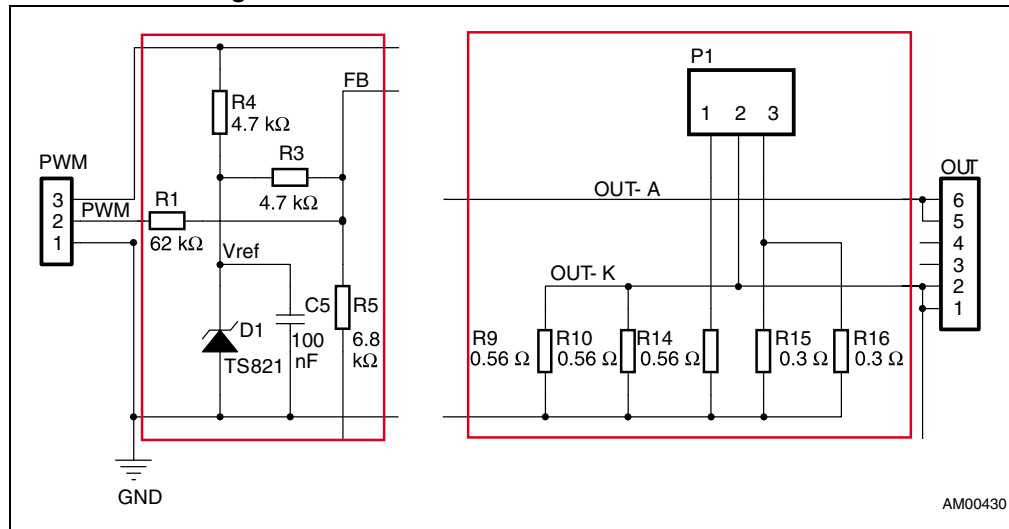 FB
P1
R4
4.7 kΩ
1 2 3
PWM
R3
OUT
3
PWM
R1
4.7 kΩ
OUT- A
6
2
5
1
62 kΩ
4
Vref
OUT- K
3
2
C5
R5
1
D1
100
nF
6.8
kΩ
TS821
R9
0.56 Ω
R10
0.56 Ω
R14
0.56 Ω
R15
0.3 Ω
R16
0.3 Ω
GND
AM00430